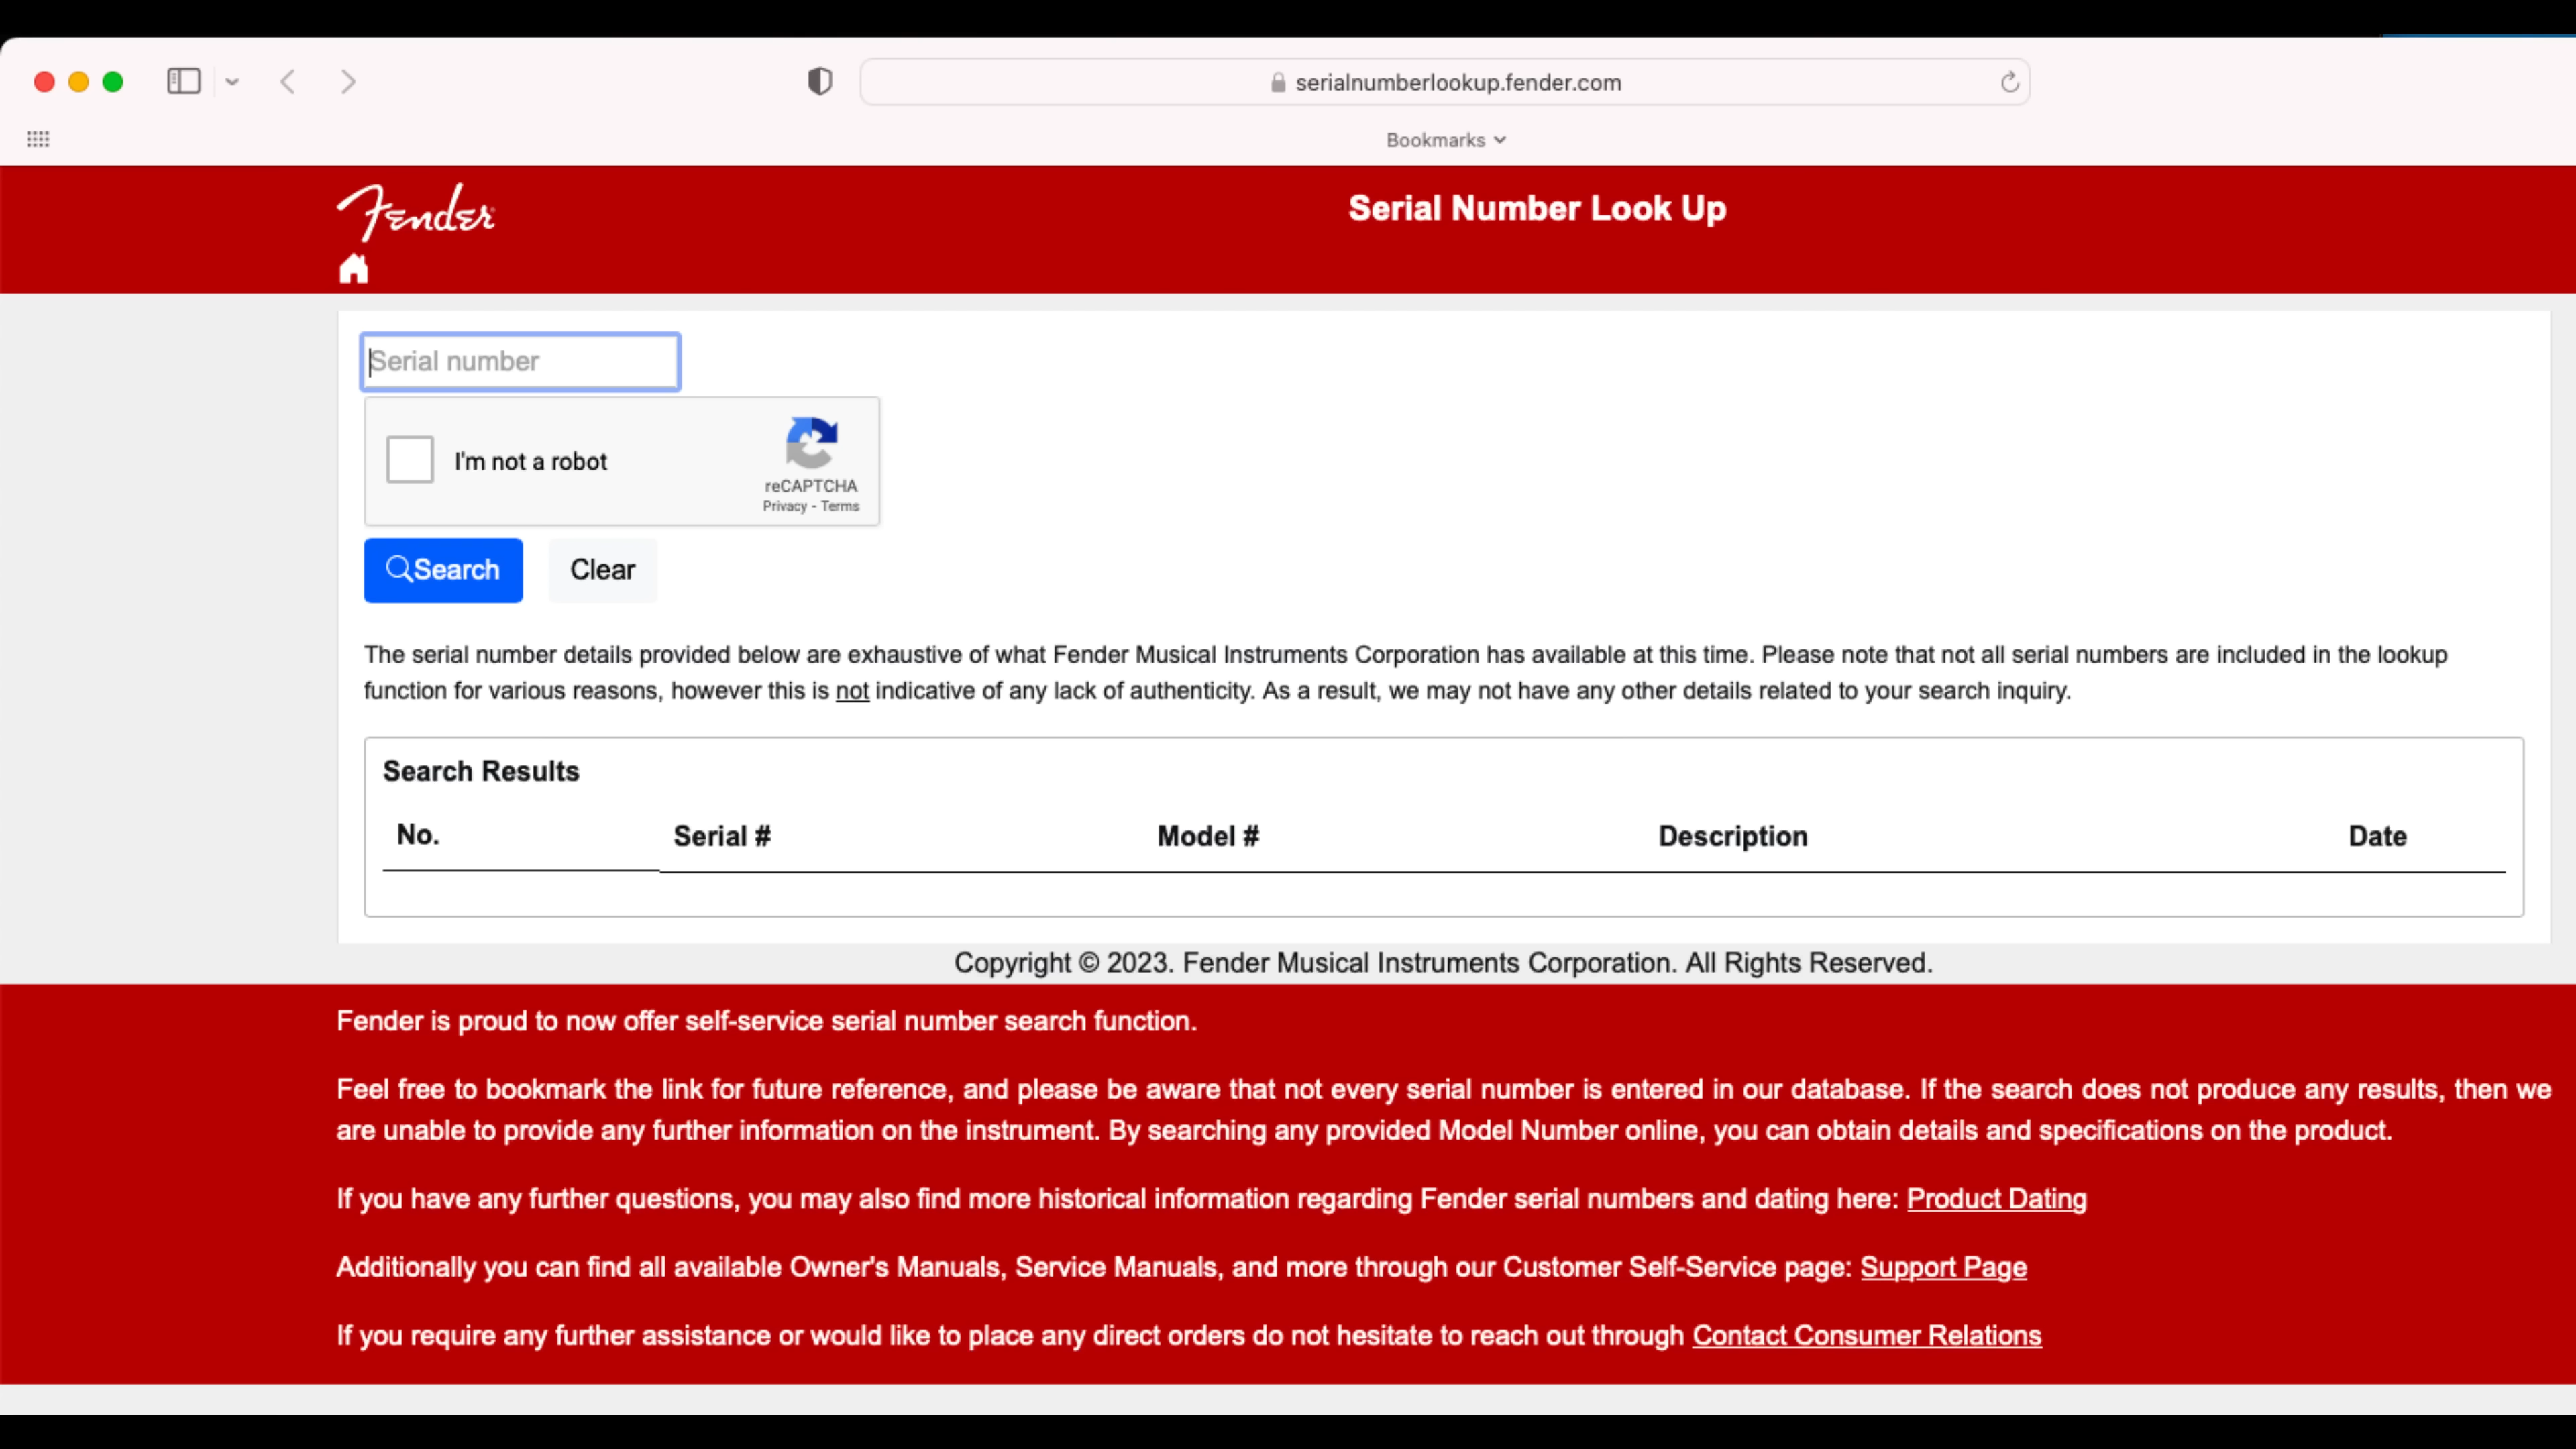 serialnumberlookup.fender.com
Bookmarks
Fender
Serial Number Look Up
Serial number
I'm not a robot
reCAPTCHA
Privacy - Terms
Search
Clear
The serial number details provided below are exhaustive of what Fender Musical Instruments Corporation has available at this time. Please note that not all serial numbers are included in the lookup
function for various reasons, however this is not indicative of any lack of authenticity. As a result, we may not have any other details related to your search inquiry.
Search Results
No. Serial # Model # Description Date
Copyright © 2023. Fender Musical Instruments Corporation. All Rights Reserved.
Fender is proud to now offer self-service serial number search function.
Feel free to bookmark the link for future reference, and please be aware that not every serial number is entered in our database. If the search does not produce any results, then we
are unable to provide any further information on the instrument. By searching any provided Model Number online, you can obtain details and specifications on the product.
If you have any further questions, you may also find more historical information regarding Fender serial numbers and dating here: Product Dating
Additionally you can find all available Owner's Manuals, Service Manuals, and more through our Customer Self-Service page: Support Page
If you require any further assistance or would like to place any direct orders do not hesitate to reach out through Contact Consumer Relations